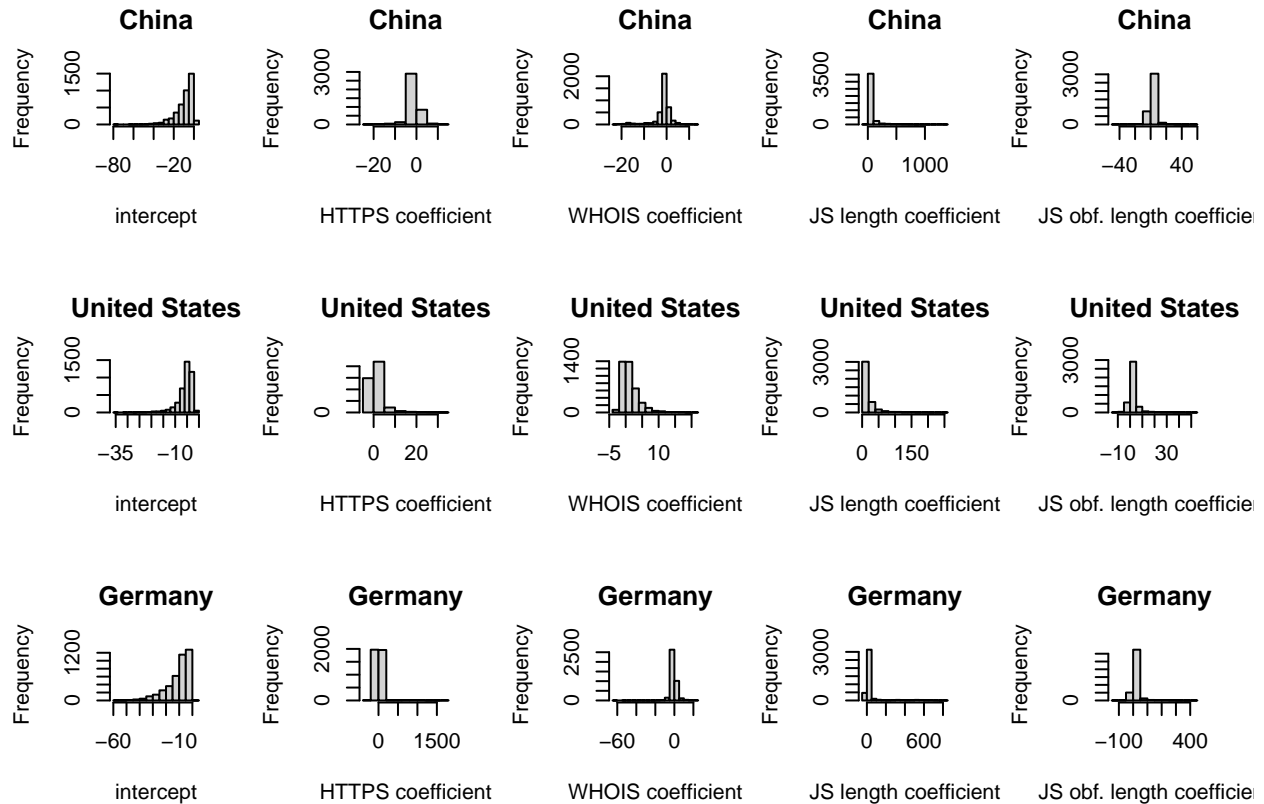 China China China China China
Frequency Frequency Frequency Frequency Frequency
0 1500 0 3000 0 2000 0 3500 0 3000
−80 −20 −20 0 −20 0 0 1000 −40 40
intercept HTTPS coefficient WHOIS coefficient JS length coefficient JS obf. length coefficie
United States United States United States United States United States
Frequency Frequency Frequency Frequency Frequency
0 1500 0 0 1400 0 3000 0 3000
−35 −10 0 20 −5 10 0 150 −10 30
intercept HTTPS coefficient WHOIS coefficient JS length coefficient JS obf. length coefficie
Germany Germany Germany Germany Germany
Frequency Frequency Frequency Frequency Frequency
0 1200 0 2000 0 2500 0 3000 0
−60 −10 0 1500 −60 0 0 600 −100 400
intercept HTTPS coefficient WHOIS coefficient JS length coefficient JS obf. length coefficie